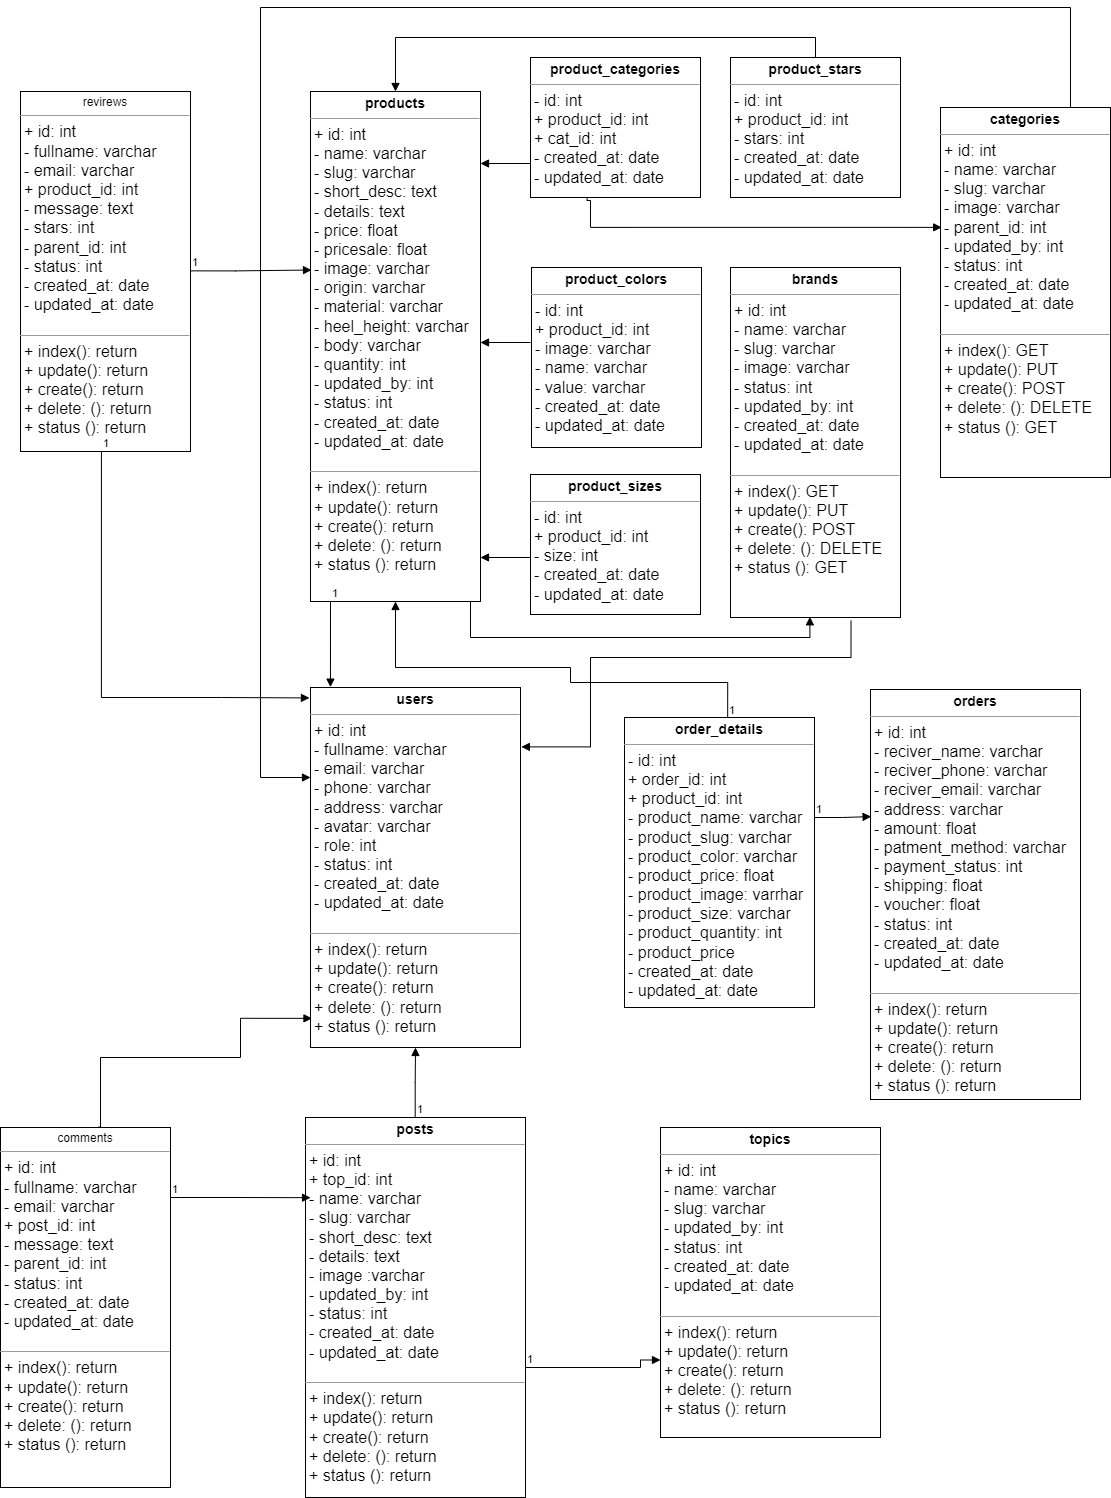 revirews
+ id: int
- fullname: varchar
- email: varchar
+ product_id: int
- message: text
- stars: int
- parent_id: int
- status: int
- created_at: date
- updated_at: date
+ index(): return
+ update(): return
+ create(): return
+ delete: (): return
+ status (): return
1
1
products
+ id: int
- name: varchar
- slug: varchar
- short_desc: text
- details: text
- price: float
- pricesale: float
- image: varchar
- origin: varchar
- material: varchar
- heel_height: varchar
- body: varchar
- quantity: int
- updated_by: int
- status: int
- created_at: date
- updated_at: date
+ index(): return
+ update(): return
+ create(): return
+ delete: (): return
+ status (): return
1
product_categories
- id: int
+ product_id: int
+ cat_id: int
- created_at: date
- updated_at: date
product_stars
- id: int
+ product_id: int
- stars: int
- created_at: date
- updated_at: date
categories
+ id: int
- name: varchar
- slug: varchar
- image: varchar
- parent_id: int
- updated_by: int
- status: int
- created_at: date
- updated_at: date
+ index(): GET
+ update(): PUT
+ create(): POST
+ delete: (): DELETE
+ status (): GET
product_colors
- id: int
+ product_id: int
- image: varchar
- name: varchar
- value: varchar
- created_at: date
- updated_at: date
brands
+ id: int
- name: varchar
- slug: varchar
- image: varchar
- status: int
- updated_by: int
- created_at: date
- updated_at: date
+ index(): GET
+ update(): PUT
+ create(): POST
+ delete: (): DELETE
+ status (): GET
product_sizes
- id: int
+ product_id: int
- size: int
- created_at: date
- updated_at: date
users
+ id: int
- fullname: varchar
- email: varchar
- phone: varchar
- address: varchar
- avatar: varchar
- role: int
- status: int
- created_at: date
- updated_at: date
+ index(): return
+ update(): return
+ create(): return
+ delete: (): return
+ status (): return
1
order_details
- id: int
+ order_id: int
+ product_id: int
- product_name: varchar
- product_slug: varchar
- product_color: varchar
- product_price: float
- product_image: varrhar
- product_size: varchar
- product_quantity: int
- product_price
- created_at: date
- updated_at: date
1
orders
+ id: int
- reciver_name: varchar
- reciver_phone: varchar
- reciver_email: varchar
- address: varchar
- amount: float
- patment_method: varchar
- payment_status: int
- shipping: float
- voucher: float
- status: int
- created_at: date
- updated_at: date
+ index(): return
+ update(): return
+ create(): return
+ delete: (): return
+ status (): return
comments
+ id: int
- fullname: varchar
- email: varchar
+ post_id: int
- message: text
- parent_id: int
- status: int
- created_at: date
- updated_at: date
+ index(): return
+ update(): return
+ create(): return
+ delete: (): return
+ status (): return
1
1
posts
+ id: int
+ top_id: int
- name: varchar
- slug: varchar
- short_desc: text
- details: text
- image :varchar
- updated_by: int
- status: int
- created_at: date
- updated_at: date
+ index(): return
+ update(): return
+ create(): return
+ delete: (): return
+ status (): return
1
topics
+ id: int
- name: varchar
- slug: varchar
- updated_by: int
- status: int
- created_at: date
- updated_at: date
+ index(): return
+ update(): return
+ create(): return
+ delete: (): return
+ status (): return